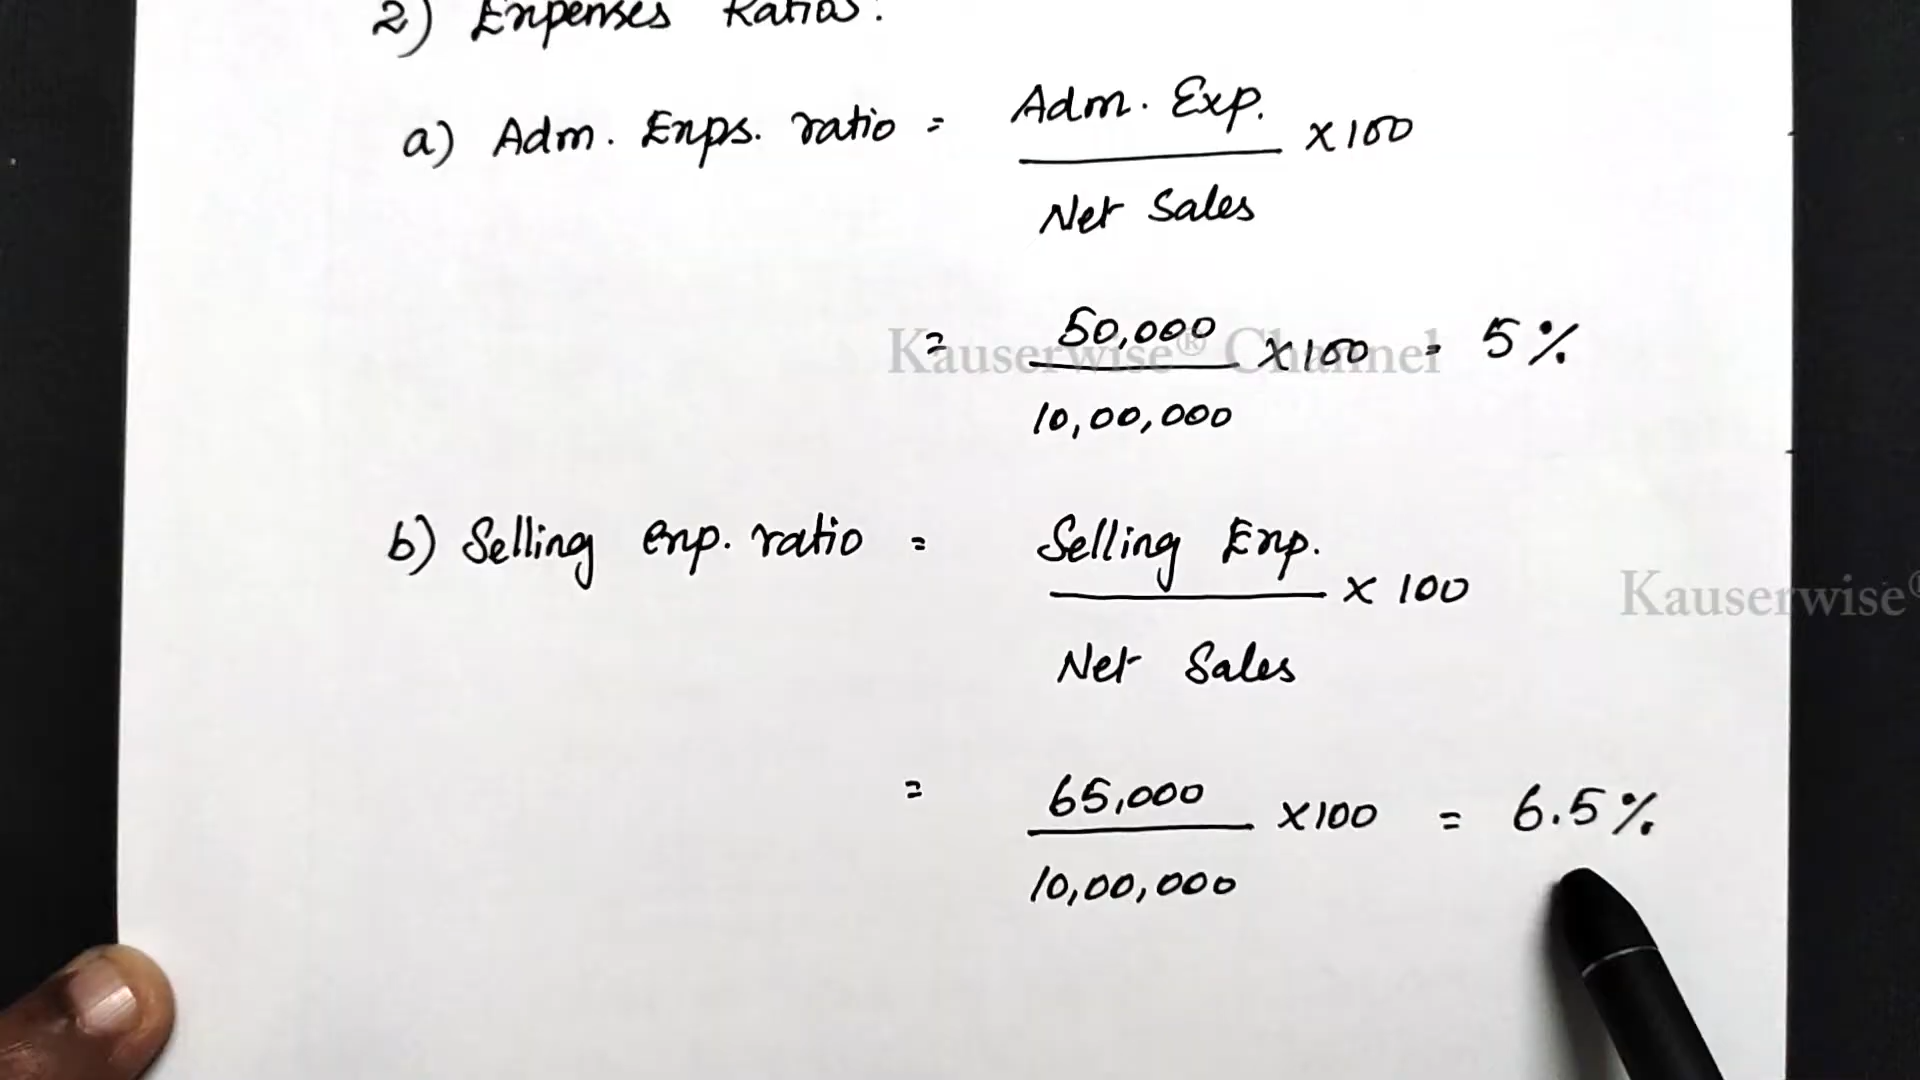 2) Expenses Ratios:
a) Adm. Exps. ratio = Adm. Exp. / Net Sales x 100
= 50,000 / 10,00,000 x100 = 5%
b) Selling exp. ratio = Selling Exp. / Net Sales x 100
= 65,000 / 10,00,000 x100 = 6.5%
Kauserwise® Channel
Kauserwise®